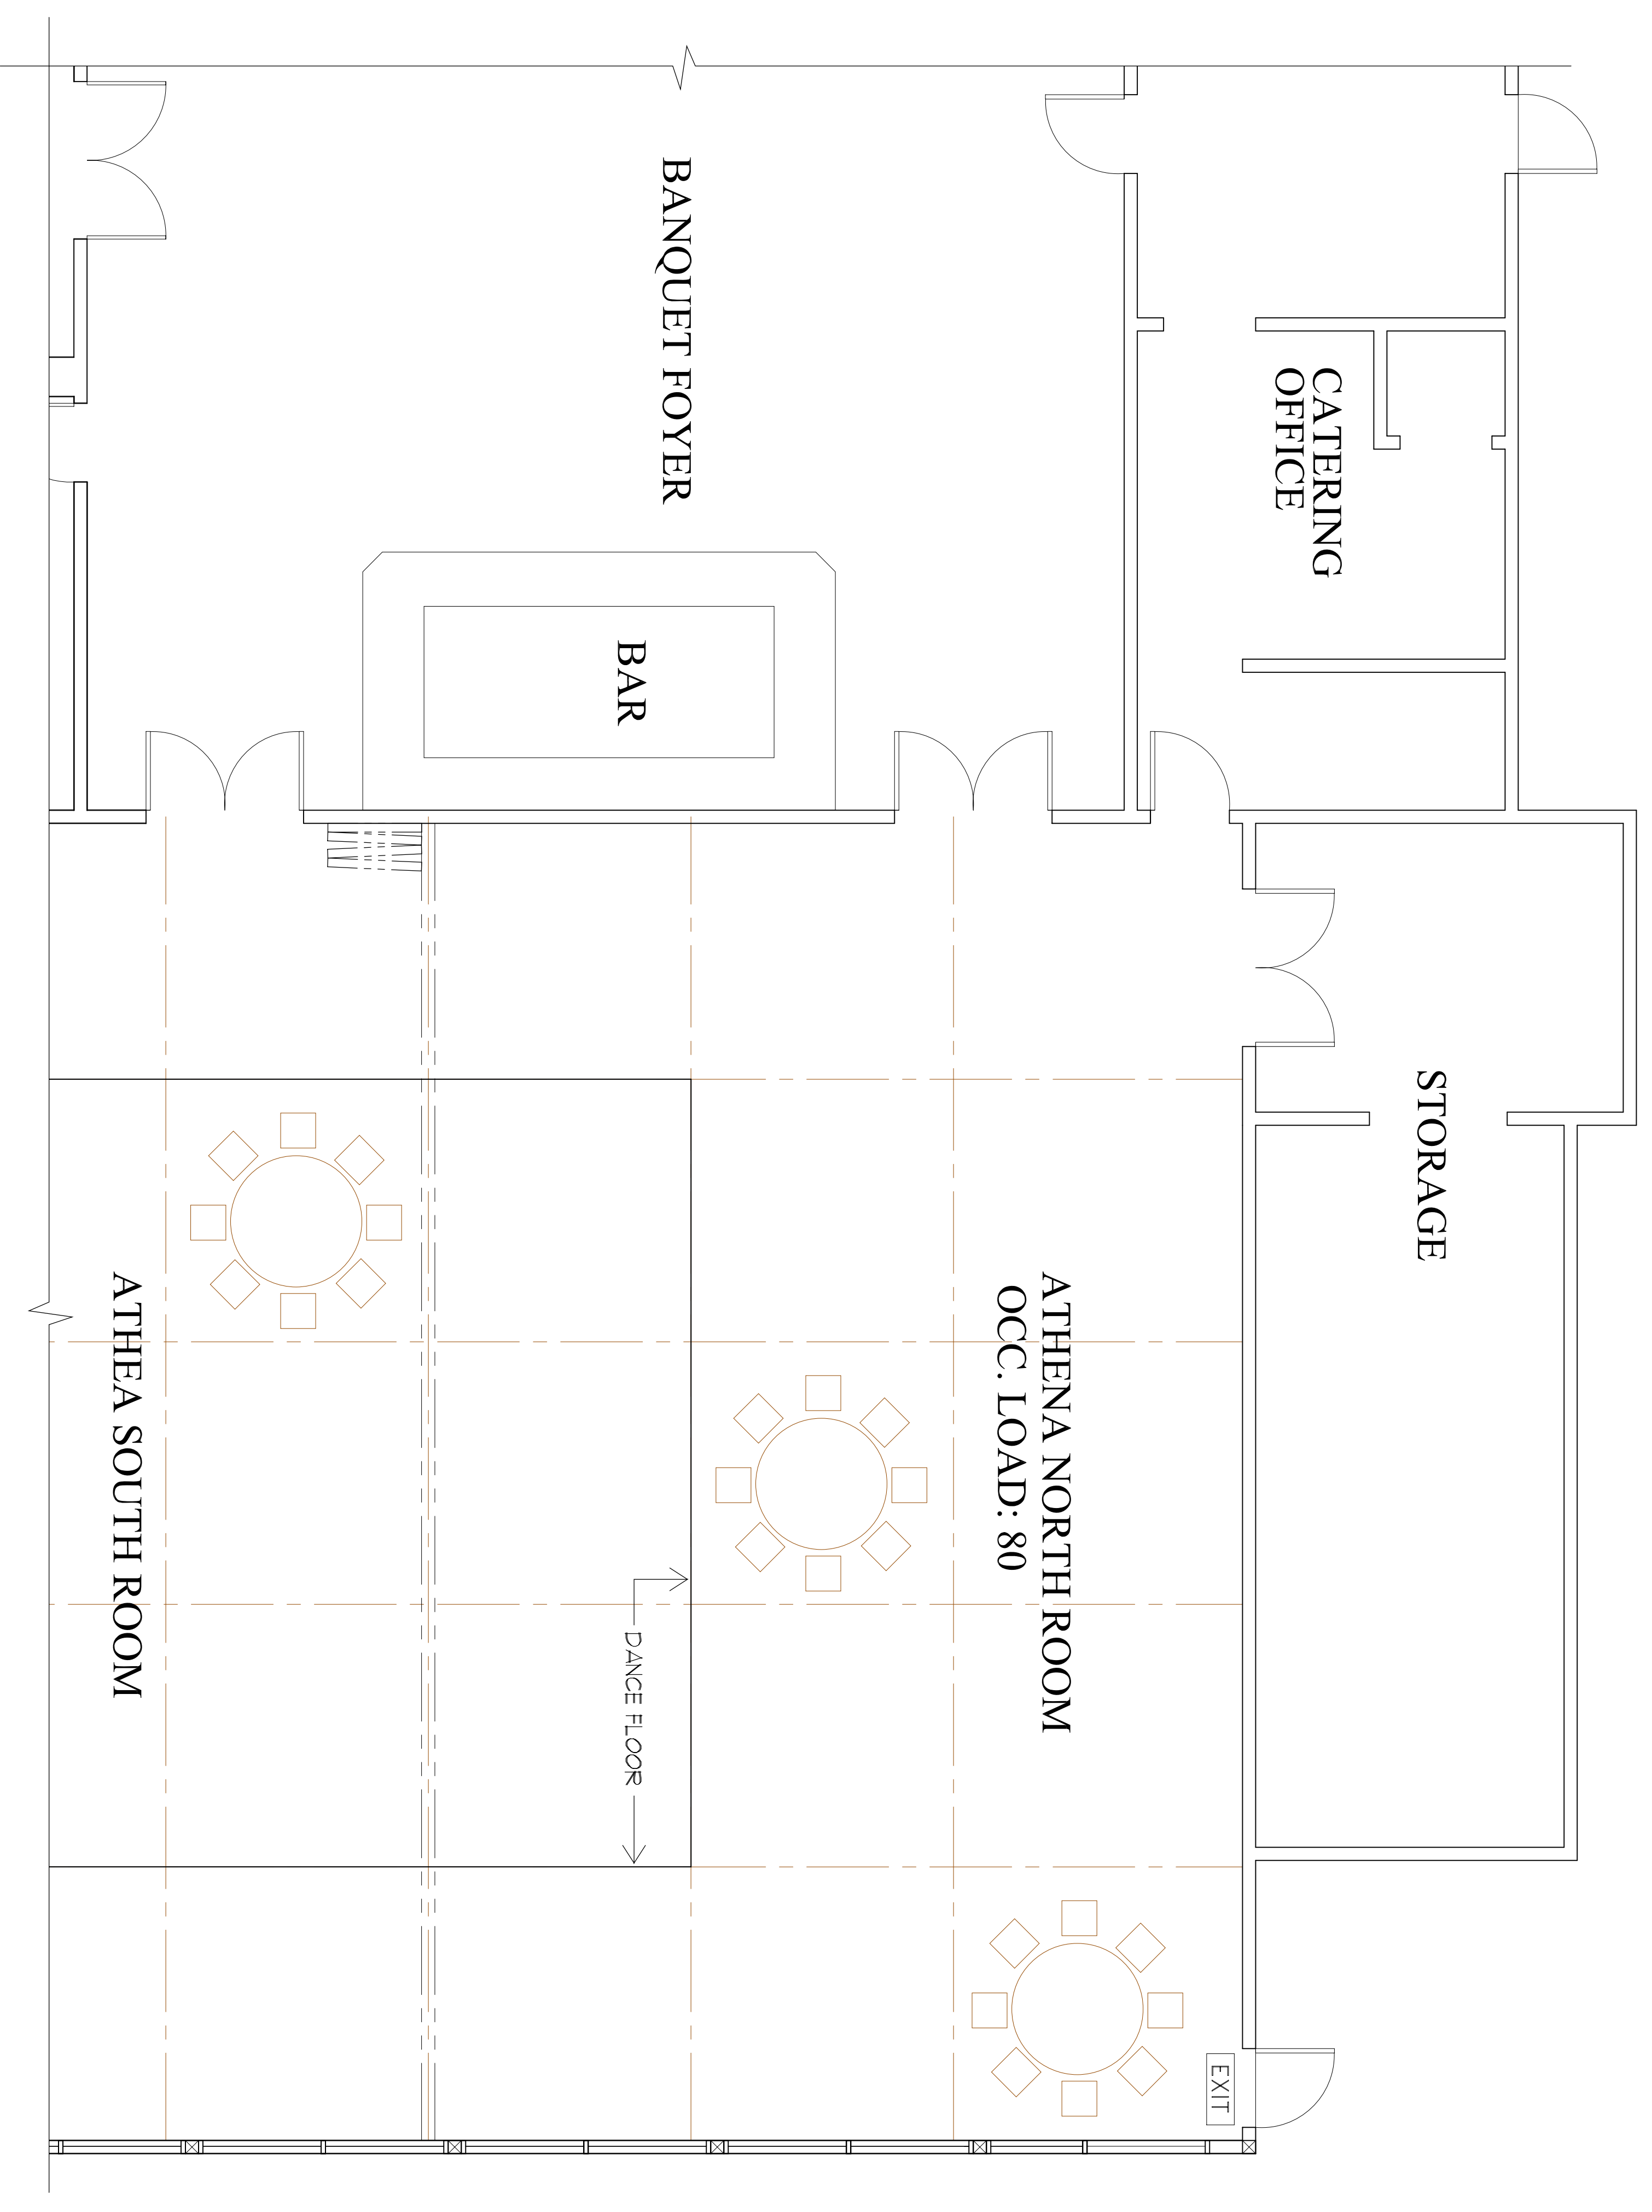 CATERING
OFFICE
BANQUET FOYER
BAR
STORAGE
ATHENA NORTH ROOM
OCC. LOAD: 80
DANCE FLOOR
EXIT
ATHEA SOUTH ROOM